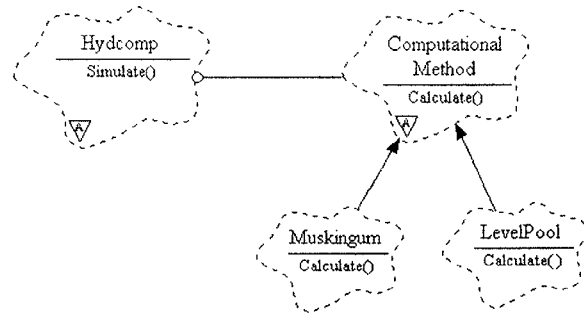 Hydcomp
Simulate()
A
Computational
Method
Calculate()
A
Muskingum
Calculate()
LevelPool
Calculate()